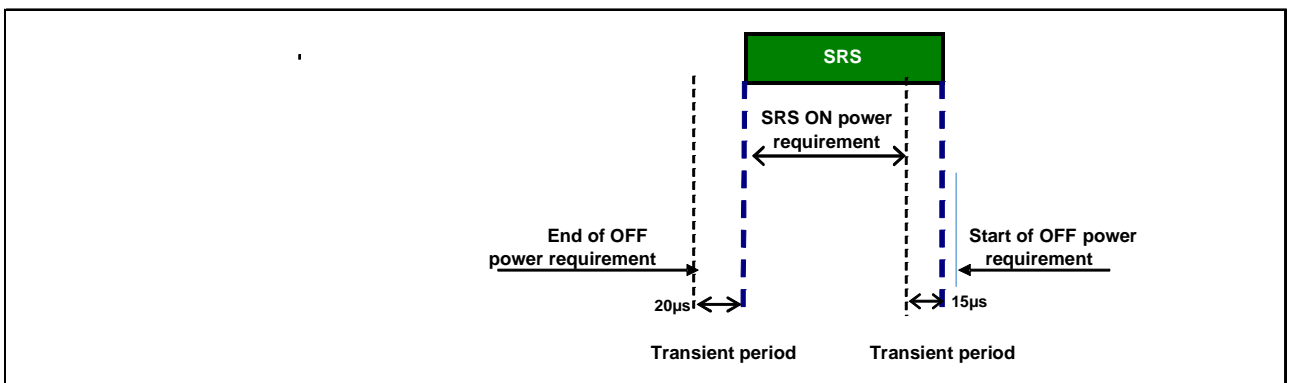 SRS
SRS ON power
requirement
End of OFF
power requirement
Start of OFF power
requirement
20µs
15µs
Transient period
Transient period